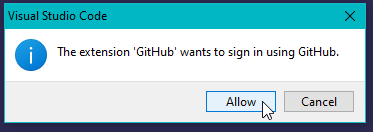 Visual Studio Code
The extension 'GitHub' wants to sign in using GitHub.
Allow
Cancel